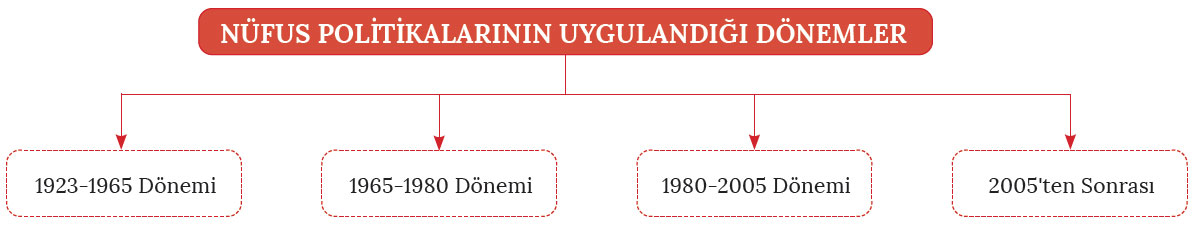 NÜFUS POLİTİKALARININ UYGULANDIĞI DÖNEMLER
1923-1965 Dönemi
1965-1980 Dönemi
1980-2005 Dönemi
2005'ten Sonrası